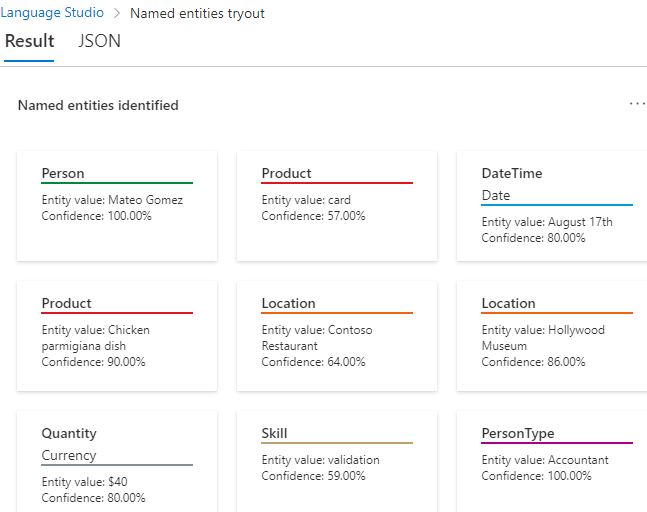 Language Studio > Named entities tryout
Result JSON
Named entities identified
...
Person
Entity value: Mateo Gomez
Confidence: 100.00%
Product
Entity value: card
Confidence: 57.00%
DateTime
Date
Entity value: August 17th
Confidence: 80.00%
Product
Entity value: Chicken
parmigiana dish
Confidence: 90.00%
Location
Entity value: Contoso
Restaurant
Confidence: 64.00%
Location
Entity value: Hollywood
Museum
Confidence: 86.00%
Quantity
Currency
Entity value: $40
Confidence: 80.00%
Skill
Entity value: validation
Confidence: 59.00%
PersonType
Entity value: Accountant
Confidence: 100.00%